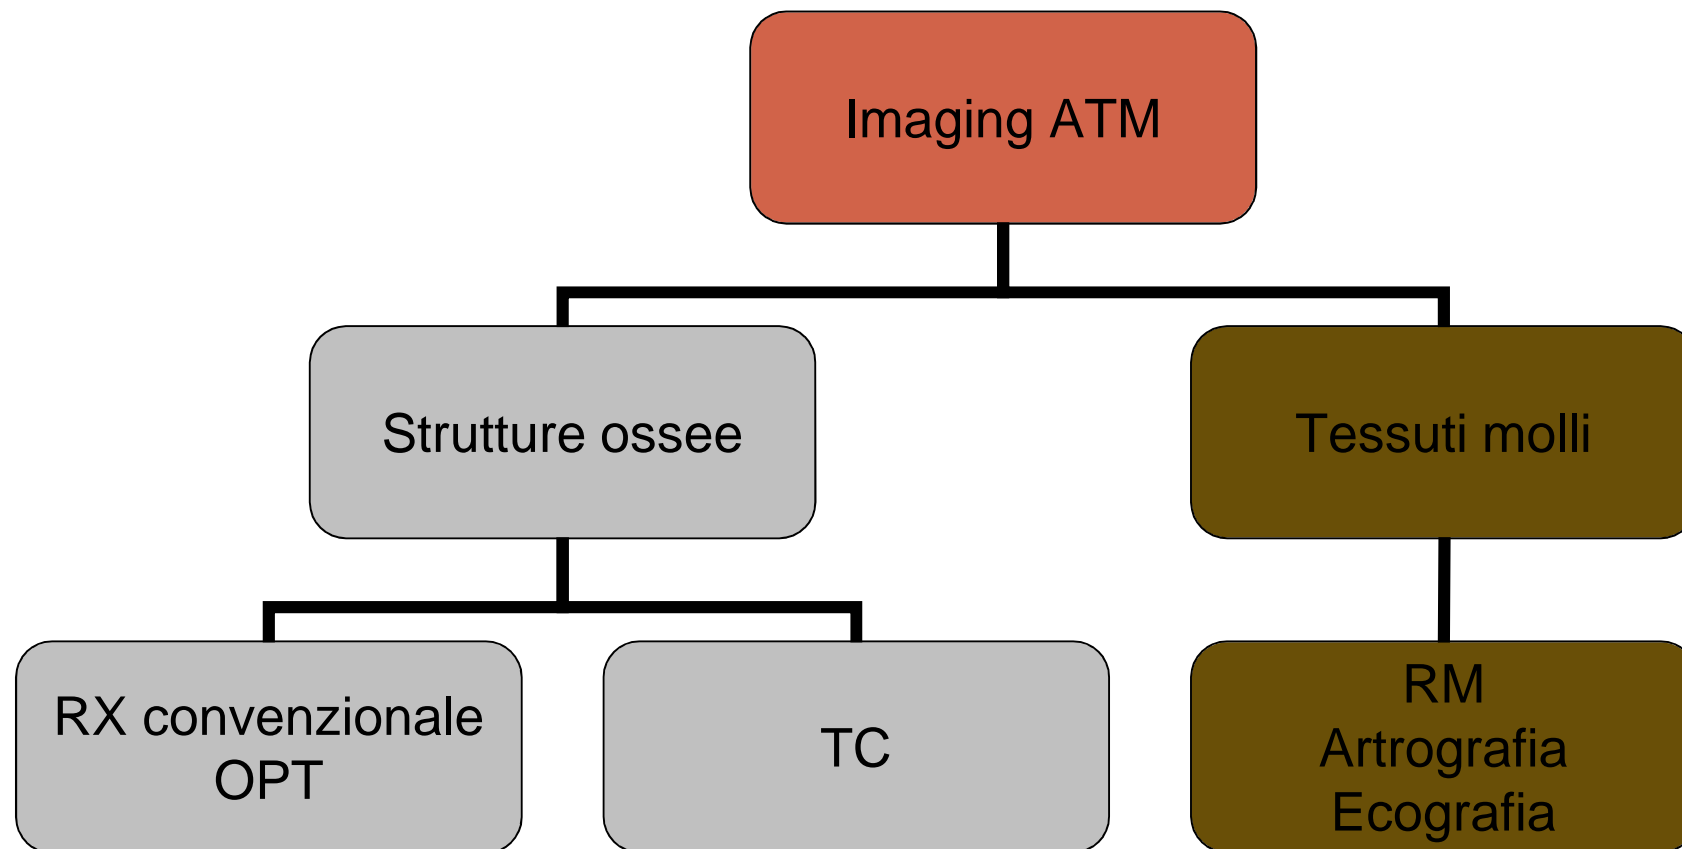 Imaging ATM
Strutture ossee
Tessuti molli
RX convenzionale
OPT
TC
RM
Artrografia
Ecografia